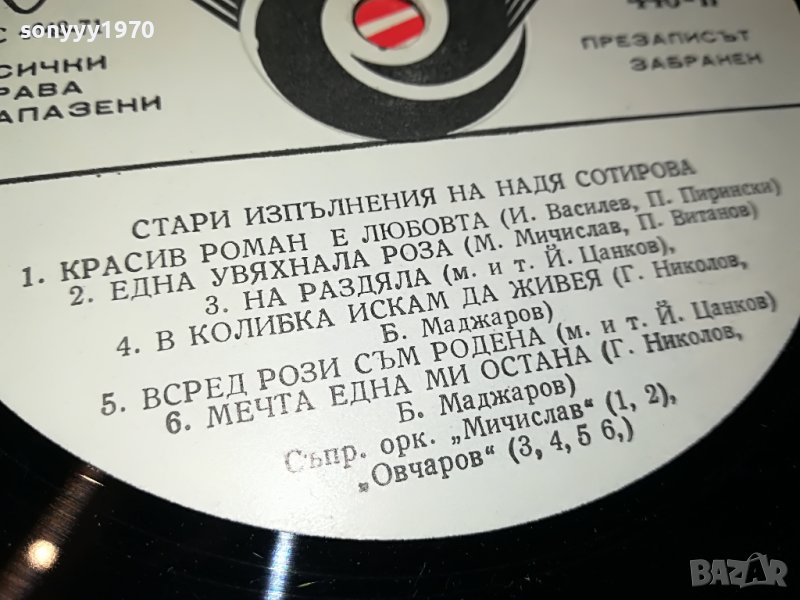 sonyyy1970
СИЧКИ
РАВА
АПАЗЕНИ
ПРЕЗАПИСЪТ
ЗАБРАНЕН
СТАРИ ИЗПЪЛНЕНИЯ НА НАДЯ СОТИРОВА
1. КРАСИВ РОМАН Е ЛЮБОВТА (И. Василев, П. Пирински)
2. ЕДНА УВЯХНАЛА РОЗА (М. Мичислав, П. Витанов)
3. НА РАЗДЯЛА (м. и т. Й. Цанков),
4. В КОЛИБКА ИСКАМ ДА ЖИВЕЯ (Г. Николов,
Б. Маджаров)
5. ВСРЕД РОЗИ СЪМ РОДЕНА (м. и т. Й. Цанков)
6. МЕЧТА ЕДНА МИ ОСТАНА (Г. Николов,
Б. Маджаров)
Съпр. орк. „Мичислав“ (1, 2),
„Овчаров“ (3, 4, 5 6,)
BAZAR